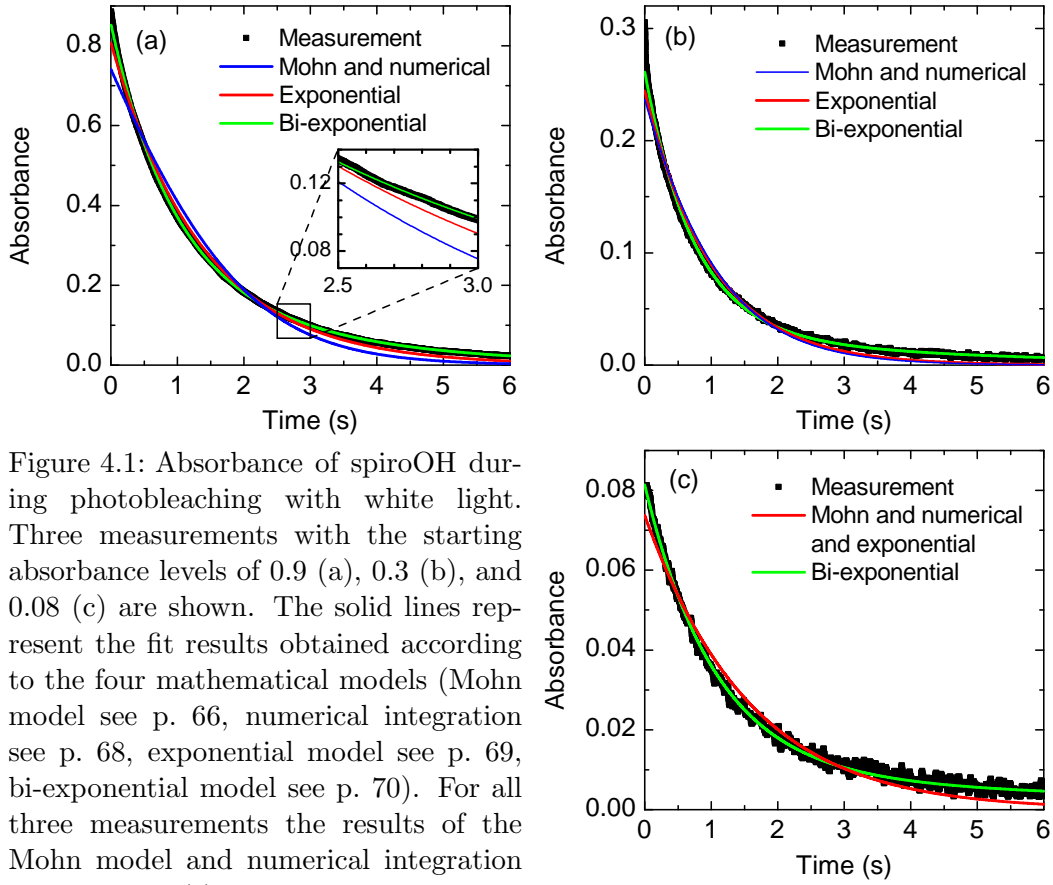 (a)
Measurement
Mohn and numerical
Exponential
Bi-exponential
0.8
0.6
0.4
0.2
0.0
Absorbance
0.12
0.08
2.5
3.0
0
1
2
3
4
5
6
Time (s)
(b)
Measurement
Mohn and numerical
Exponential
Bi-exponential
0.3
0.2
0.1
0.0
Absorbance
0
1
2
3
4
5
6
Time (s)
Figure 4.1: Absorbance of spiroOH dur-
ing photobleaching with white light.
Three measurements with the starting
absorbance levels of 0.9 (a), 0.3 (b), and
0.08 (c) are shown. The solid lines rep-
resent the fit results obtained according
to the four mathematical models (Mohn
model see p. 66, numerical integration
see p. 68, exponential model see p. 69,
bi-exponential model see p. 70). For all
three measurements the results of the
Mohn model and numerical integration
(c)
Measurement
Mohn and numerical
and exponential
Bi-exponential
0.08
0.06
0.04
0.02
0.00
Absorbance
0
1
2
3
4
5
6
Time (s)